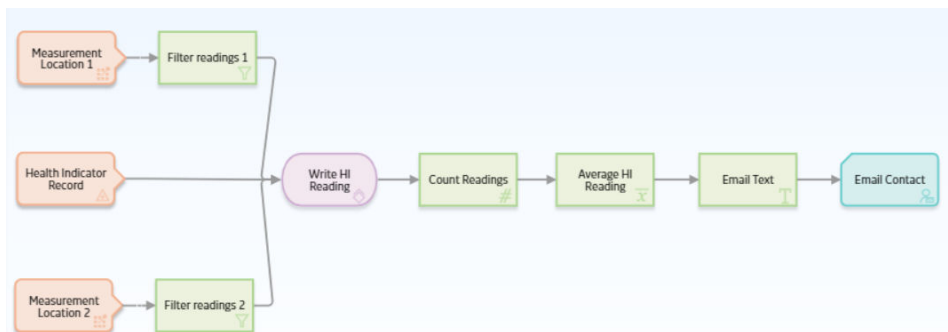 Measurement
Location 1
Filter readings 1
Health Indicator
Record
Write HI
Reading
Count Readings
#
Average HI
Reading
x
Email Text
T
Email Contact
Measurement
Location 2
Filter readings 2